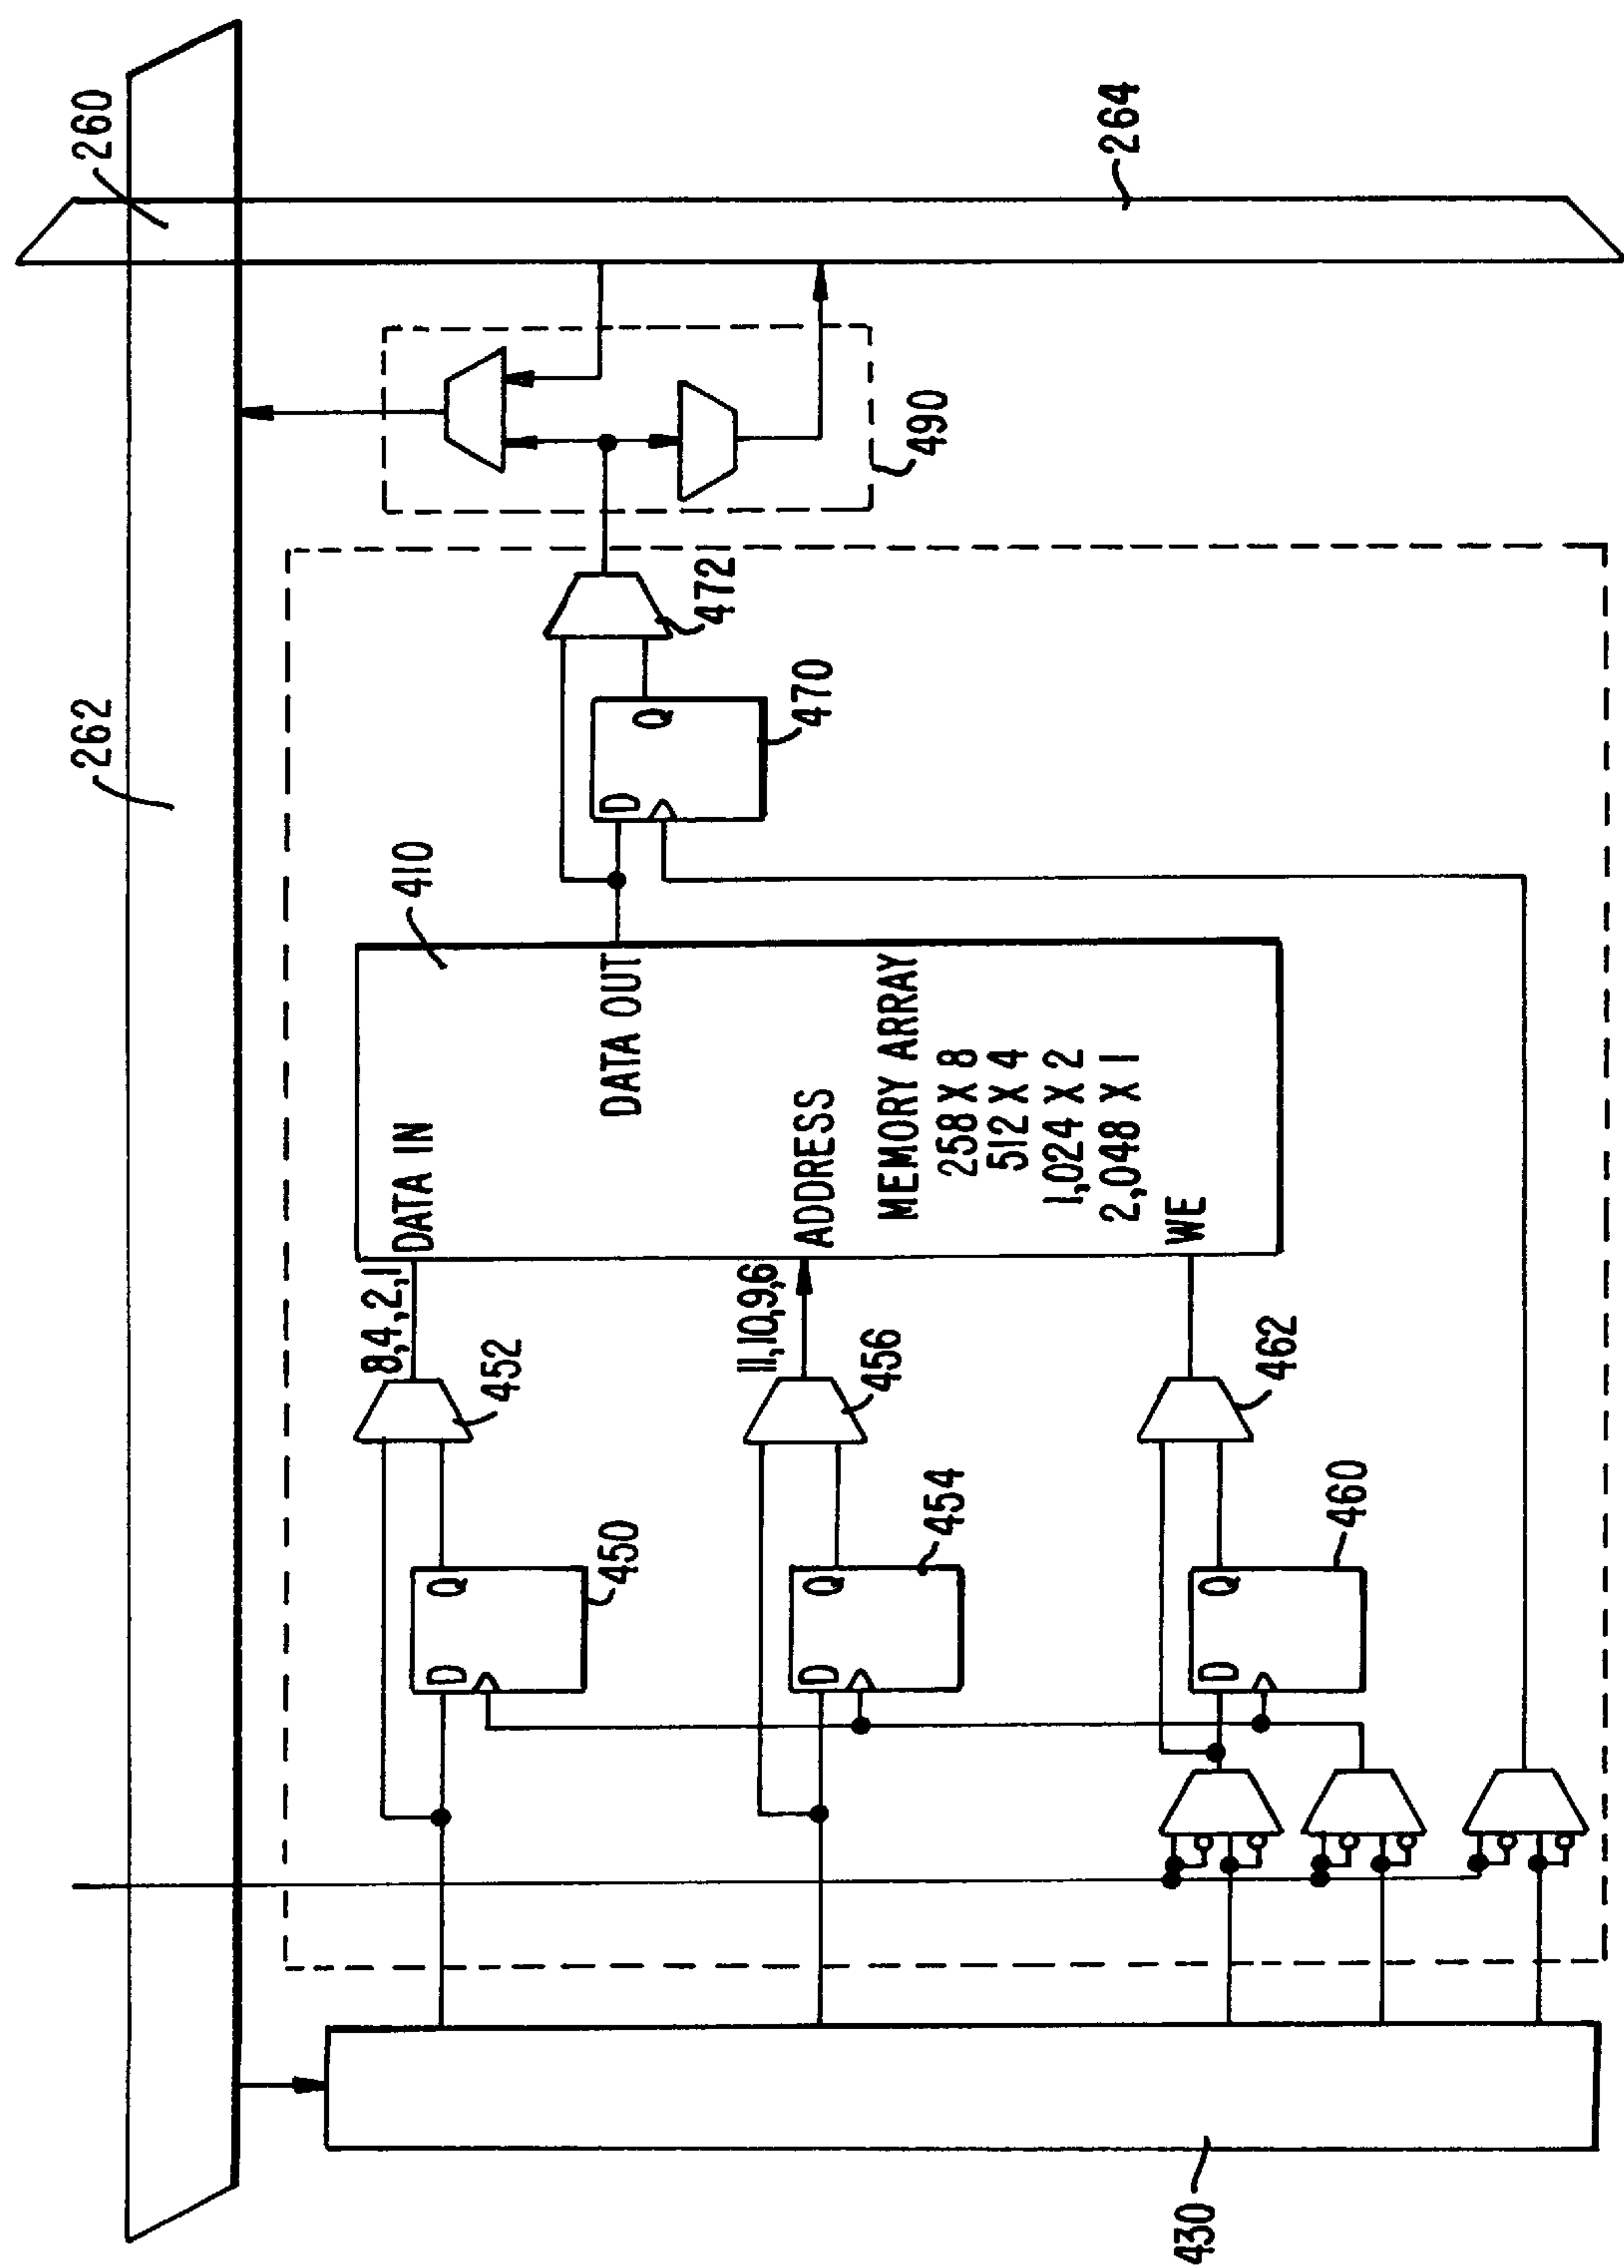 262
260
264
490
472
470
410
DATA IN
DATA OUT
ADDRESS
MEMORY ARRAY
258 X 8
512 X 4
1,024 X 2
2,048 X 1
WE
8,4,2,1
11,10,9,6
452
456
462
D
Q
450
D
Q
454
D
Q
460
D
Q
430